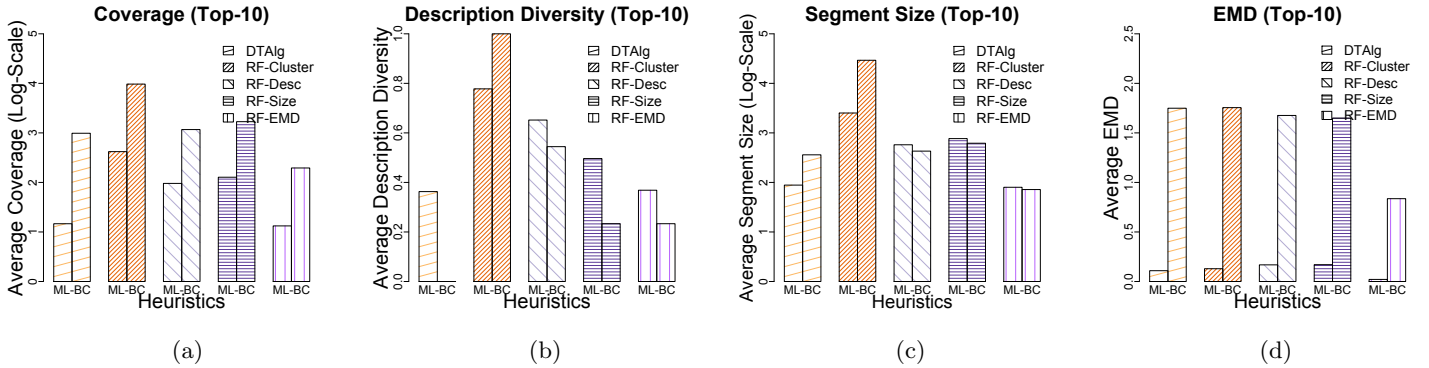 Coverage (Top-10)
Average Coverage (Log-Scale)
0 1 2 3 4 5
DTAlg
RF-Cluster
RF-Desc
RF-Size
RF-EMD
ML-BC ML-BC ML-BC ML-BC ML-BC
Heuristics
(a)
Description Diversity (Top-10)
Average Description Diversity
0.0 0.2 0.4 0.6 0.8 1.0
DTAlg
RF-Cluster
RF-Desc
RF-Size
RF-EMD
ML-BC ML-BC ML-BC ML-BC ML-BC
Heuristics
(b)
Segment Size (Top-10)
Average Segment Size (Log-Scale)
0 1 2 3 4 5
DTAlg
RF-Cluster
RF-Desc
RF-Size
RF-EMD
ML-BC ML-BC ML-BC ML-BC ML-BC
Heuristics
(c)
EMD (Top-10)
Average EMD
0.0 0.5 1.0 1.5 2.0 2.5
DTAlg
RF-Cluster
RF-Desc
RF-Size
RF-EMD
ML-BC ML-BC ML-BC ML-BC ML-BC
Heuristics
(d)